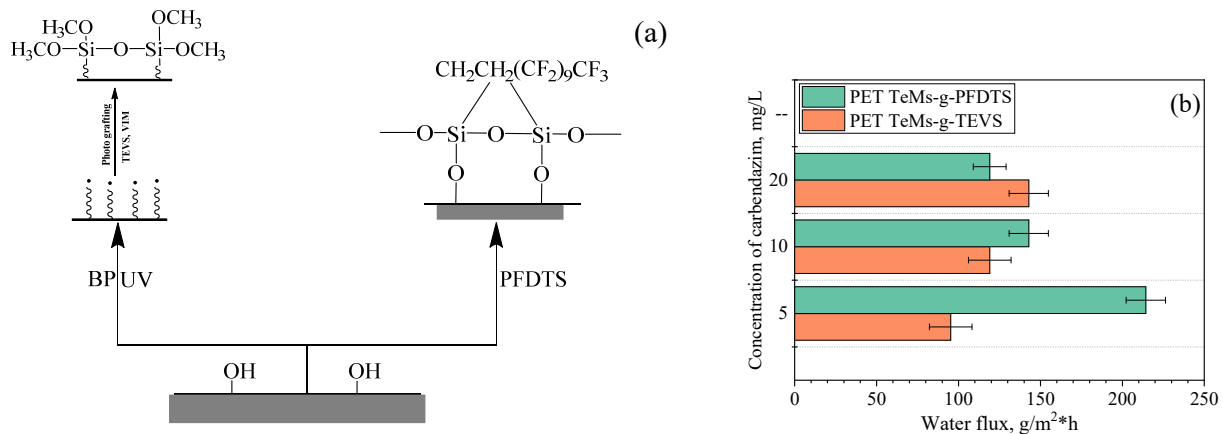 OCH₃
H₃CO
H₃CO–Si–O–Si–OCH₃
Photo grafting
TEVS, VIM
BP UV
CH₂CH₂(CF₂)₉CF₃
—O–Si–O–Si–O—
O O
PFDTS
OH OH
(a)
(b)
PET TeMs-g-PFDTS
PET TeMs-g-TEVS
Concentration of carbendazim, mg/L
--
20
10
5
0 50 100 150 200 250
Water flux, g/m²*h